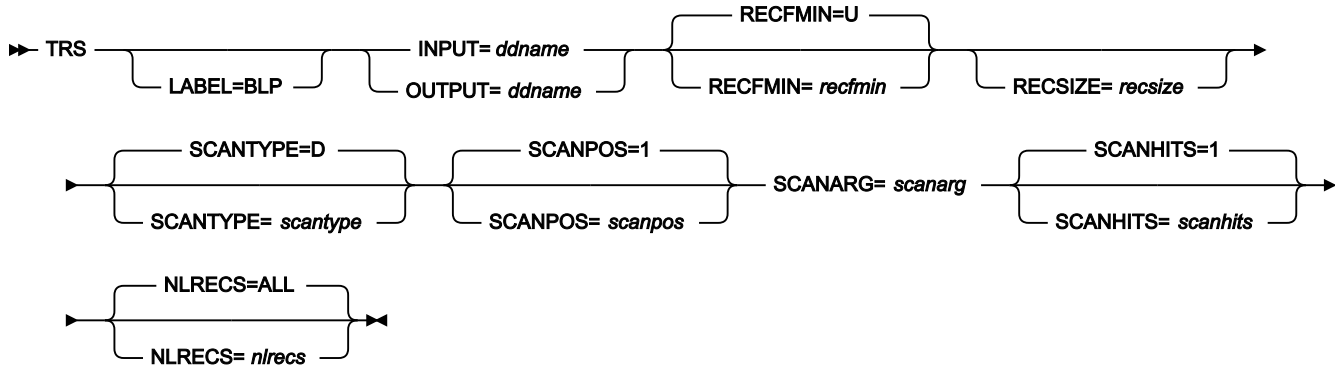 RECFMIN=U
TRS INPUT= ddname
LABEL=BLP OUTPUT= ddname RECFMIN= recfmin RECSIZE= recsize
SCANTYPE=D SCANPOS=1 SCANHITS=1
SCANARG= scanarg
SCANTYPE= scantype SCANPOS= scanpos SCANHITS= scanhits
NLRECS=ALL
NLRECS= nlrecs